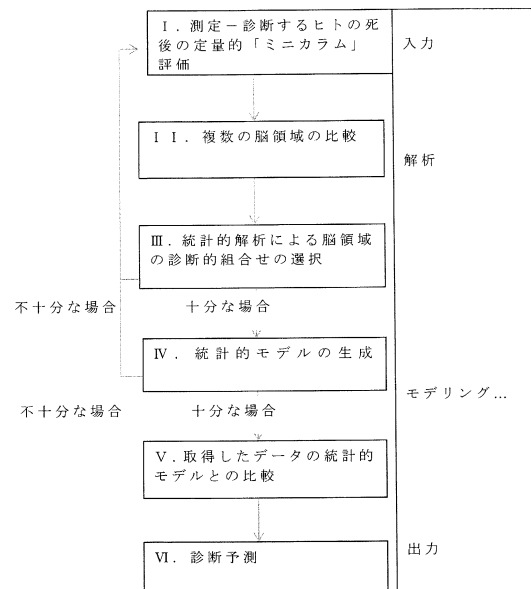 Ⅰ．測定－診断するヒトの死
後の定量的「ミニカラム」
評価
入力
ＩＩ．複数の脳領域の比較
解析
Ⅲ．統計的解析による脳領域
の診断的組合せの選択
不十分な場合
十分な場合
Ⅳ．統計的モデルの生成
モデリング…
不十分な場合
十分な場合
Ⅴ．取得したデータの統計的
モデルとの比較
出力
Ⅵ．診断予測